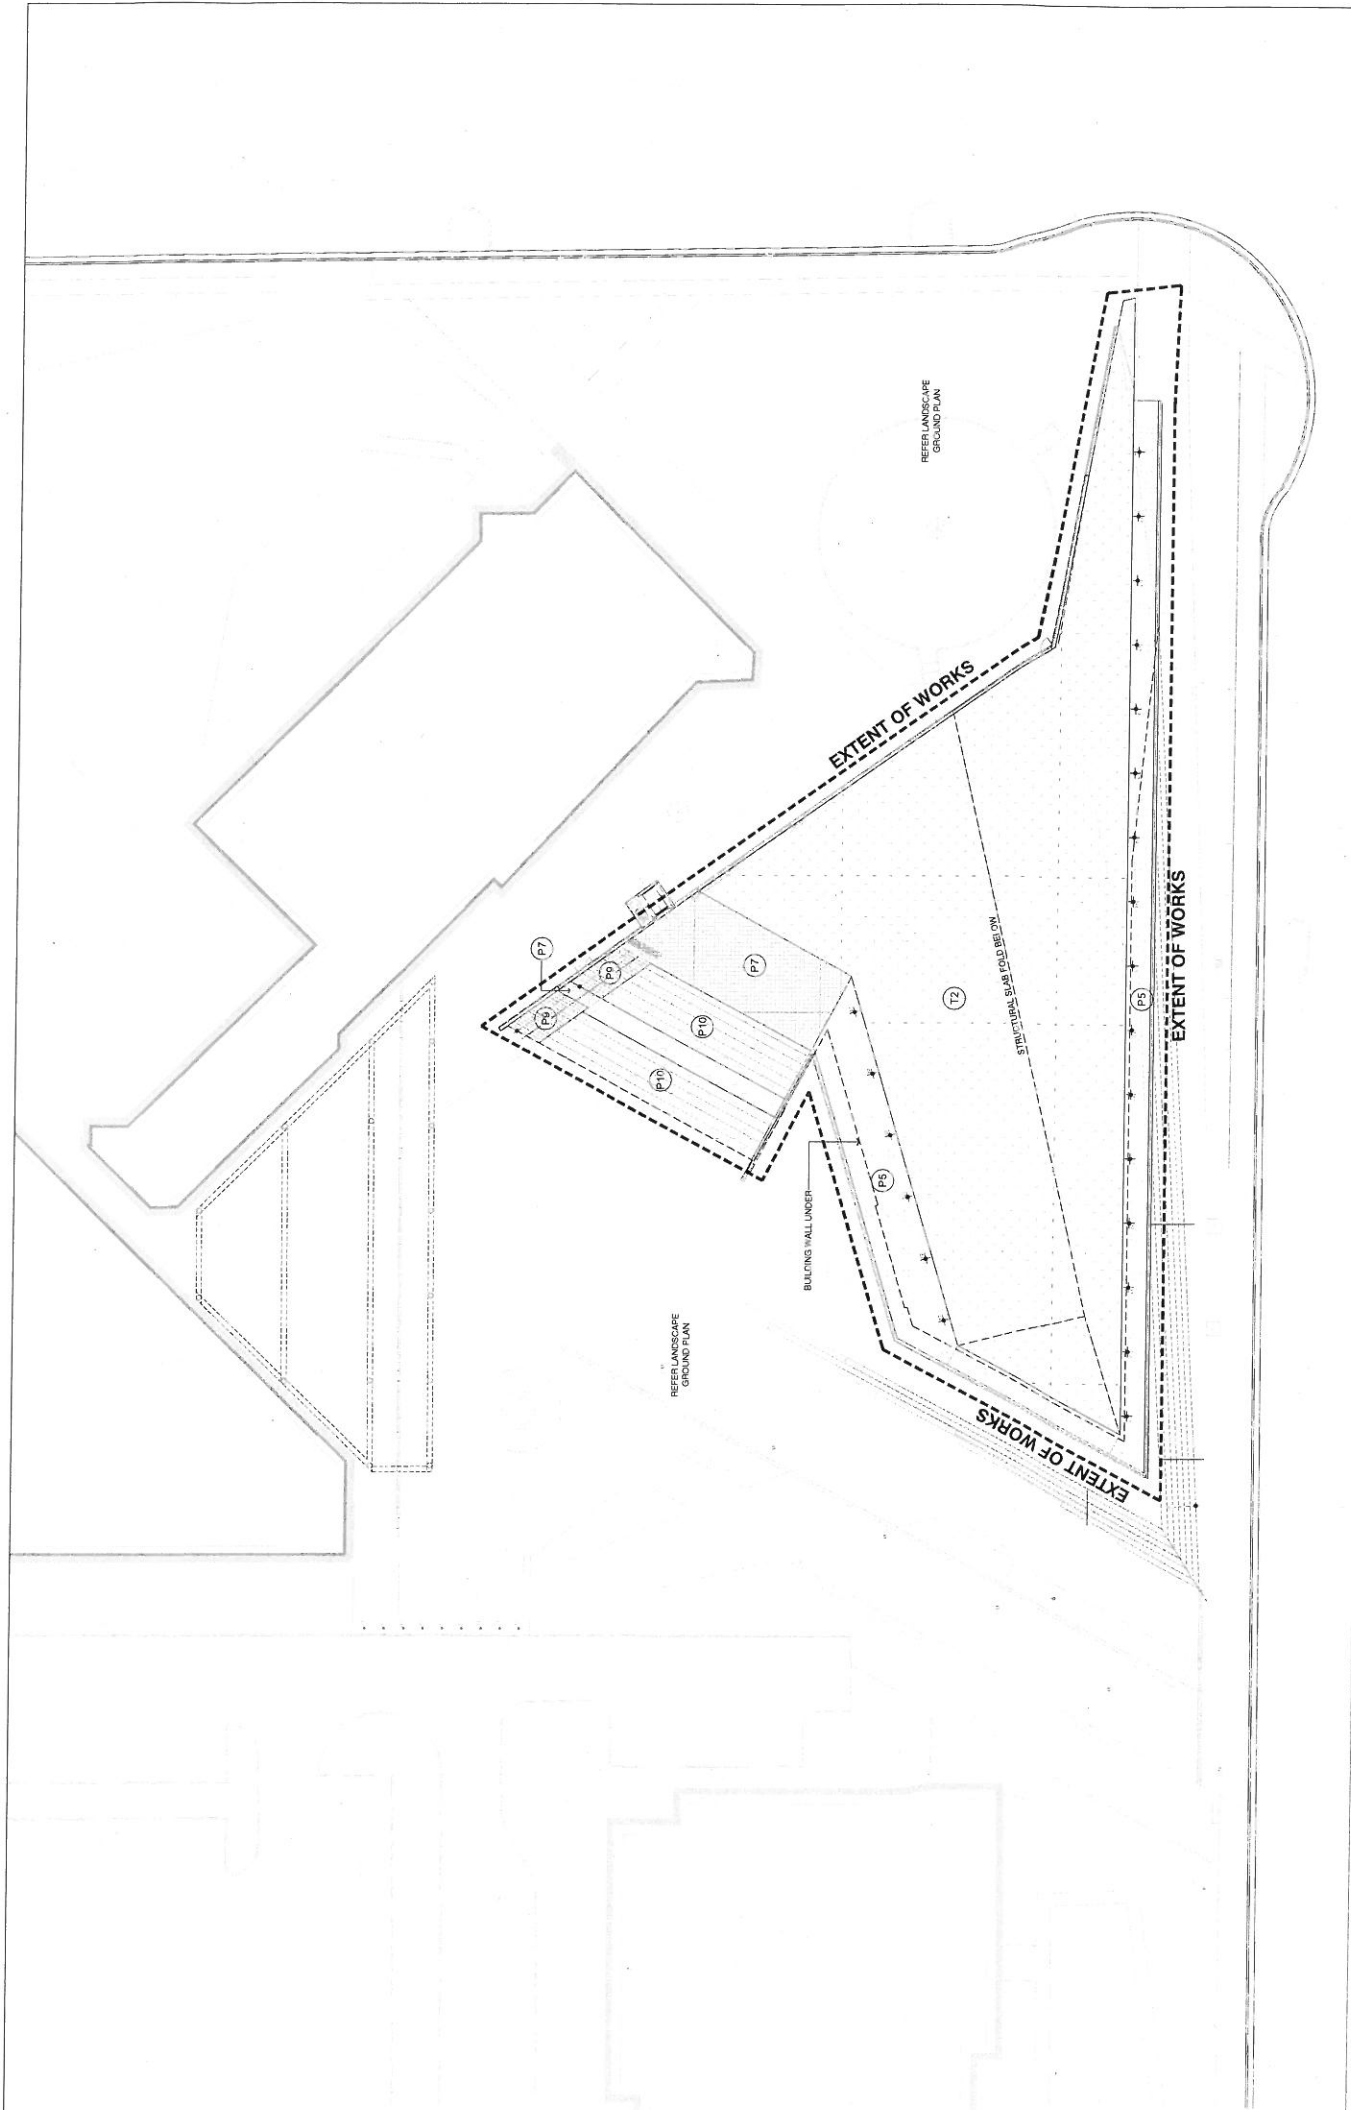 REFER LANDSCAPE
GROUND PLAN
EXTENT OF WORKS
EXTENT OF WORKS
P7
P9
P9
P7
P10
P10
T2
STRUCTURAL SLAB FOLD BELOW
P5
P5
BUILDING WALL UNDER
REFER LANDSCAPE
GROUND PLAN
EXTENT OF WORKS